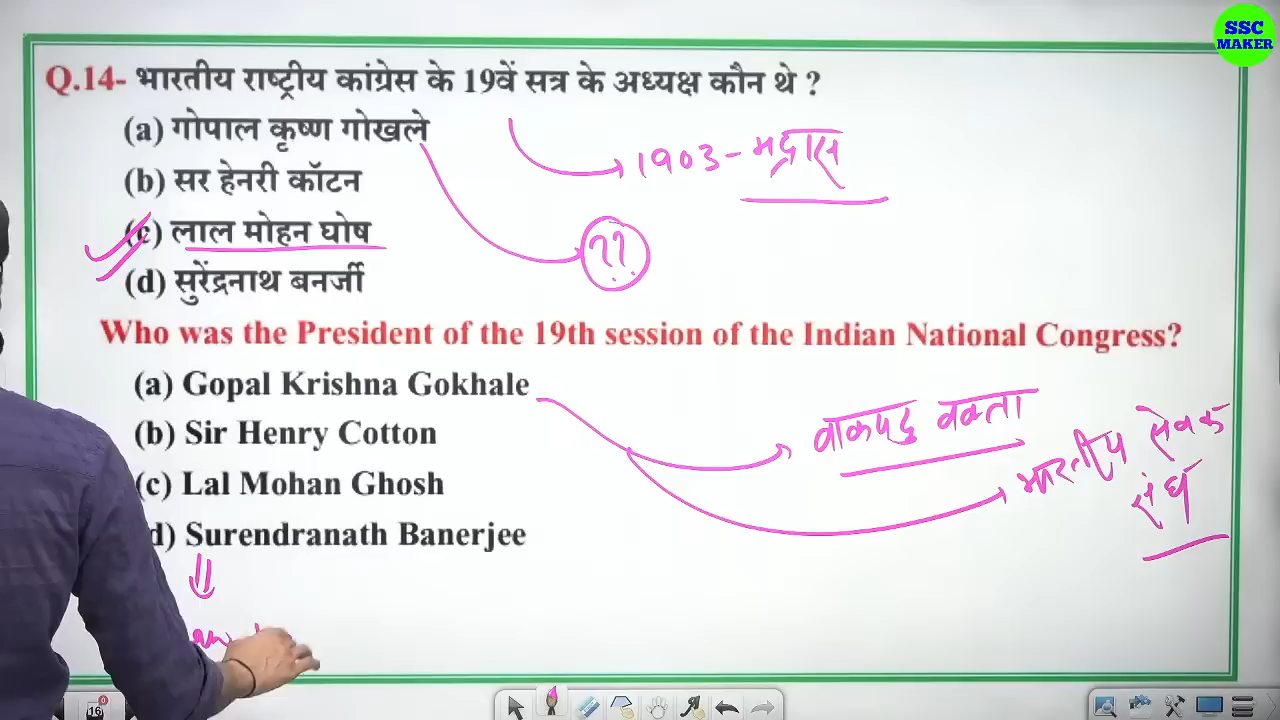 SSC
MAKER
Q.14- भारतीय राष्ट्रीय कांग्रेस के 19वें सत्र के अध्यक्ष कौन थे ?
(a) गोपाल कृष्ण गोखले
(b) सर हेनरी कॉटन
(c) लाल मोहन घोष
(d) सुरेंद्रनाथ बनर्जी
1903 - मद्रास
??
Who was the President of the 19th session of the Indian National Congress?
(a) Gopal Krishna Gokhale
(b) Sir Henry Cotton
(c) Lal Mohan Ghosh
d) Surendranath Banerjee
वाकपटु वक्ता
भारतीय सेवक
संघ